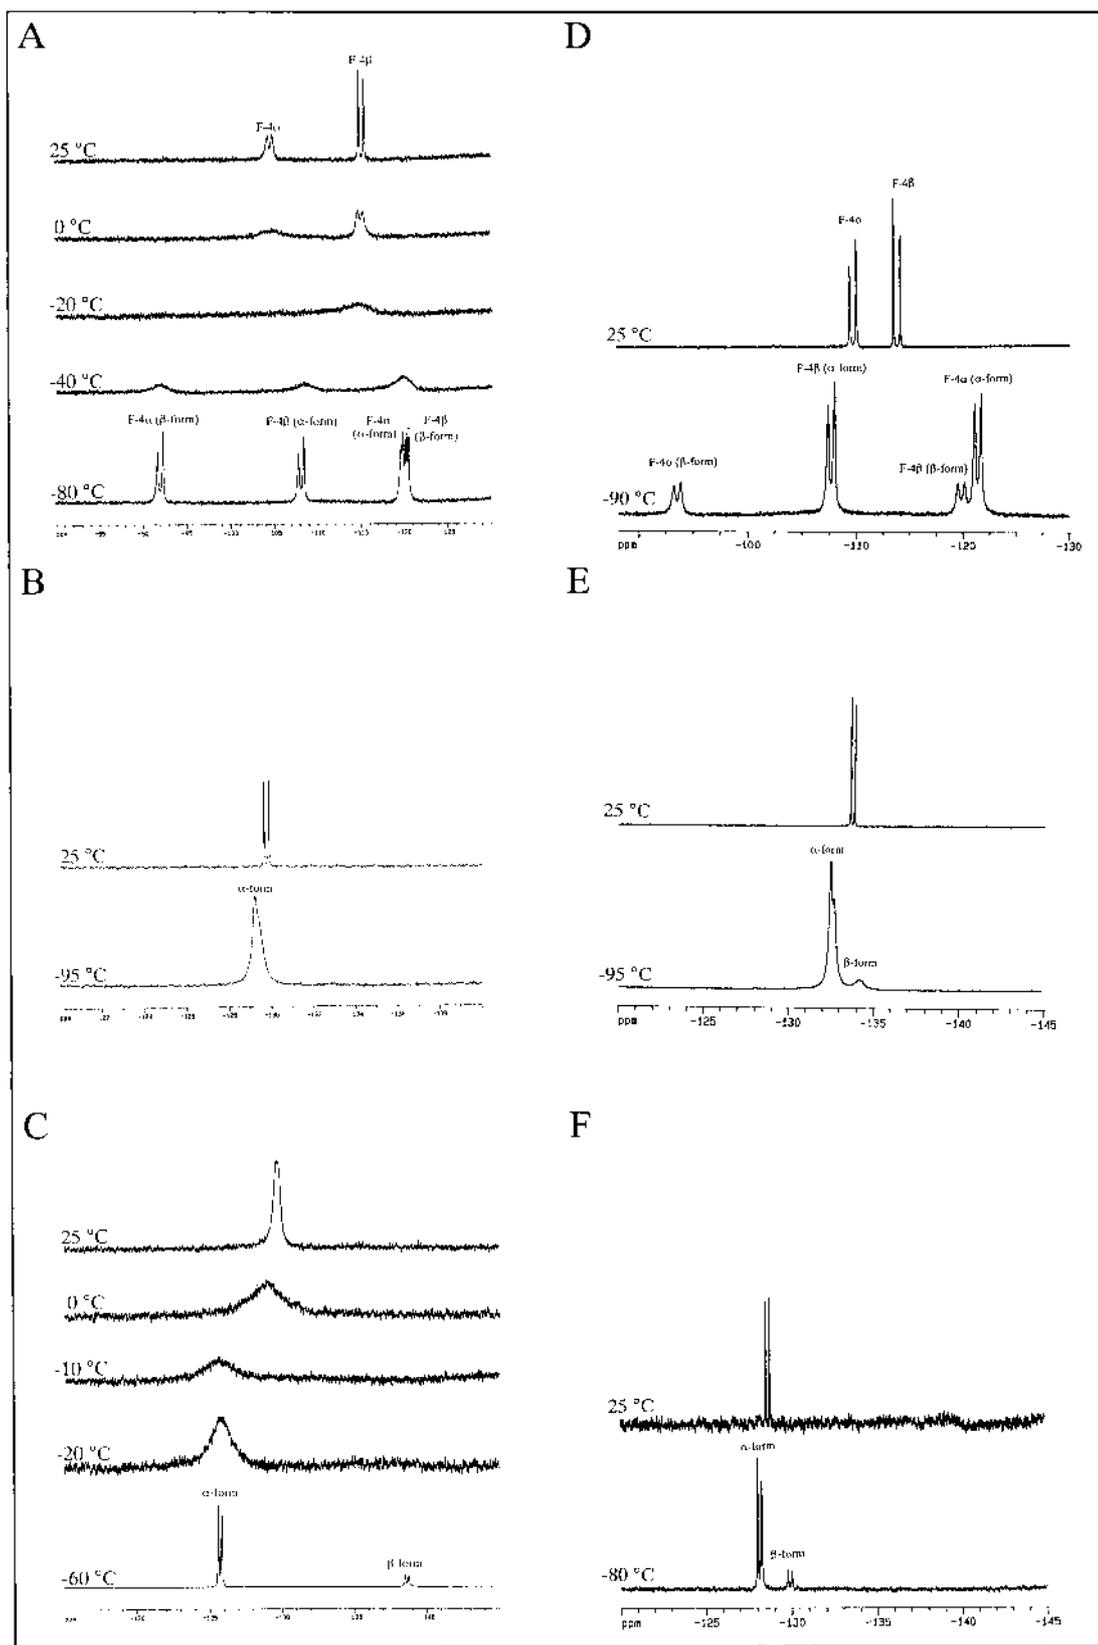 A
F-4β
F-4α
25 °C
0 °C
-20 °C
-40 °C
F-4α (β-form)
F-4β (α-form)
F-4α (α-form)
F-4β (β-form)
-80 °C
ppm
D
F-4β
F-4α
25 °C
F-4β (α-form)
F-4α (α-form)
F-4α (β-form)
F-4β (β-form)
-90 °C
ppm -100 -110 -120 -130
B
25 °C
α-form
-95 °C
ppm
E
25 °C
α-form
β-form
-95 °C
ppm -125 -130 -135 -140 -145
C
25 °C
0 °C
-10 °C
-20 °C
α-form
β-form
-60 °C
ppm
F
25 °C
α-form
β-form
-80 °C
ppm -125 -130 -135 -140 -145